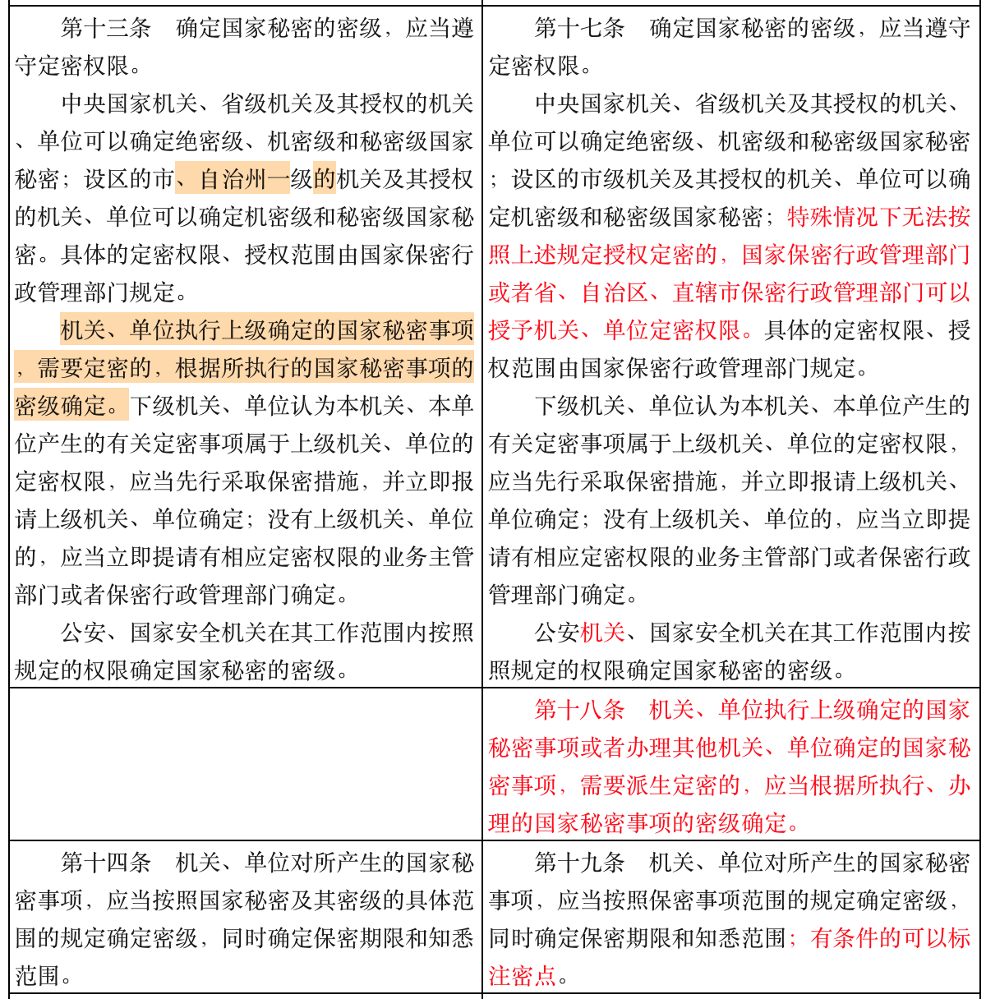 第十三条　确定国家秘密的密级，应当遵
守定密权限。
中央国家机关、省级机关及其授权的机关
、单位可以确定绝密级、机密级和秘密级国家
秘密；设区的市、自治州一级的机关及其授权
的机关、单位可以确定机密级和秘密级国家秘
密。具体的定密权限、授权范围由国家保密行
政管理部门规定。
机关、单位执行上级确定的国家秘密事项
，需要定密的，根据所执行的国家秘密事项的
密级确定。下级机关、单位认为本机关、本单
位产生的有关定密事项属于上级机关、单位的
定密权限，应当先行采取保密措施，并立即报
请上级机关、单位确定；没有上级机关、单位
的，应当立即提请有相应定密权限的业务主管
部门或者保密行政管理部门确定。
公安、国家安全机关在其工作范围内按照
规定的权限确定国家秘密的密级。
第十七条　确定国家秘密的密级，应当遵守
定密权限。
中央国家机关、省级机关及其授权的机关、
单位可以确定绝密级、机密级和秘密级国家秘密
；设区的市级机关及其授权的机关、单位可以确
定机密级和秘密级国家秘密；特殊情况下无法按
照上述规定授权定密的，国家保密行政管理部门
或者省、自治区、直辖市保密行政管理部门可以
授予机关、单位定密权限。具体的定密权限、授
权范围由国家保密行政管理部门规定。
下级机关、单位认为本机关、本单位产生的
有关定密事项属于上级机关、单位的定密权限，
应当先行采取保密措施，并立即报请上级机关、
单位确定；没有上级机关、单位的，应当立即提
请有相应定密权限的业务主管部门或者保密行政
管理部门确定。
公安机关、国家安全机关在其工作范围内按
照规定的权限确定国家秘密的密级。
第十八条　机关、单位执行上级确定的国家
秘密事项或者办理其他机关、单位确定的国家秘
密事项，需要派生定密的，应当根据所执行、办
理的国家秘密事项的密级确定。
第十四条　机关、单位对所产生的国家秘
密事项，应当按照国家秘密及其密级的具体范
围的规定确定密级，同时确定保密期限和知悉
范围。
第十九条　机关、单位对所产生的国家秘密
事项，应当按照保密事项范围的规定确定密级，
同时确定保密期限和知悉范围；有条件的可以标
注密点。